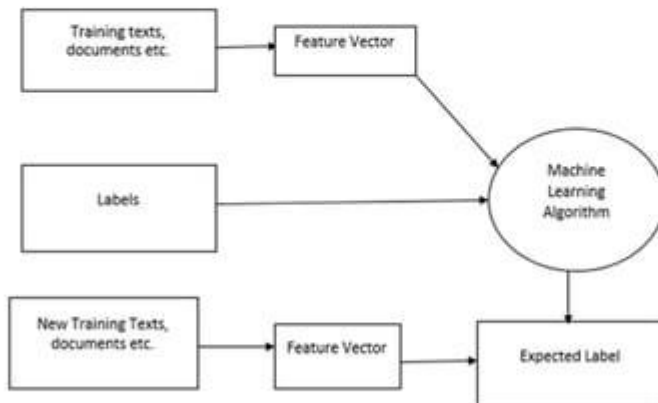 Training texts,
documents etc.
Feature Vector
Labels
Machine
Learning
Algorithm
New Training Texts,
documents etc.
Feature Vector
Expected Label